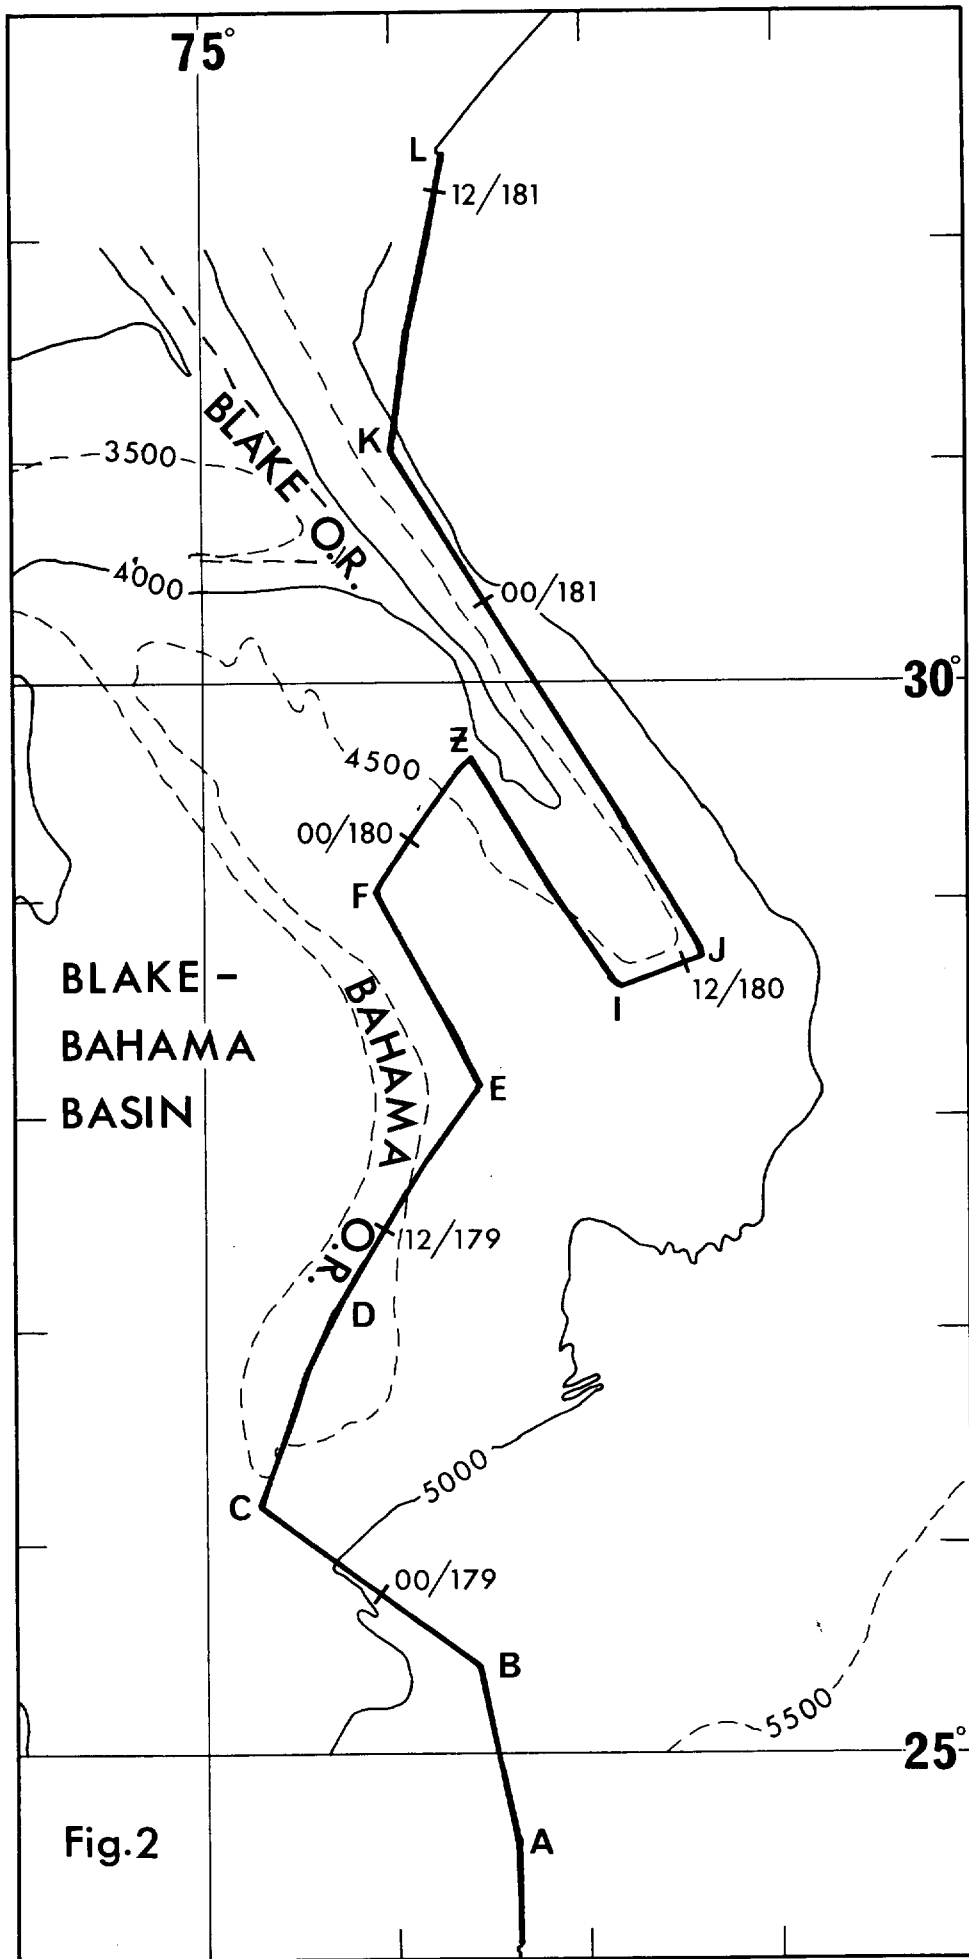 75°
L
12/181
BLAKE O.R.
K
3500
4000
00/181
30°
Z
4500
00/180
F
J
12/180
I
BLAKE –
BAHAMA
BASIN
BAHAMA O.R.
E
12/179
D
5000
C
00/179
B
5500
25°
A
Fig.2